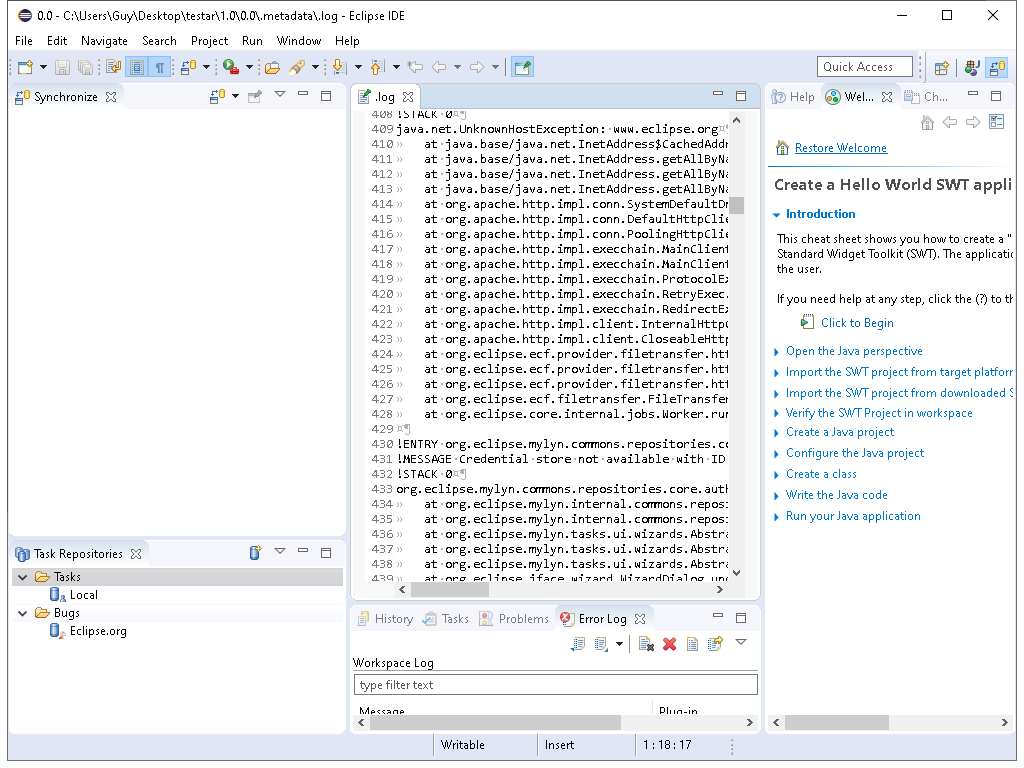 0.0 - C:\Users\Guy\Desktop\testar\1.0\0.0\.metadata\.log - Eclipse IDE
File Edit Navigate Search Project Run Window Help
Quick Access
Synchronize
Task Repositories
Tasks
Local
Bugs
Eclipse.org
.log
408 !STACK 0¤¶
409 java.net.UnknownHostException:·www.eclipse.org¤
410 » at·java.base/java.net.InetAddress$CachedAddr
411 » at·java.base/java.net.InetAddress.getAllByNa
412 » at·java.base/java.net.InetAddress.getAllByNa
413 » at·java.base/java.net.InetAddress.getAllByNa
414 » at·org.apache.http.impl.conn.SystemDefaultDn
415 » at·org.apache.http.impl.conn.DefaultHttpClie
416 » at·org.apache.http.impl.conn.PoolingHttpClie
417 » at·org.apache.http.impl.execchain.MainClient
418 » at·org.apache.http.impl.execchain.MainClient
419 » at·org.apache.http.impl.execchain.ProtocolEx
420 » at·org.apache.http.impl.execchain.RetryExec.
421 » at·org.apache.http.impl.execchain.RedirectEx
422 » at·org.apache.http.impl.client.InternalHttpC
423 » at·org.apache.http.impl.client.CloseableHttp
424 » at·org.eclipse.ecf.provider.filetransfer.htt
425 » at·org.eclipse.ecf.provider.filetransfer.htt
426 » at·org.eclipse.ecf.provider.filetransfer.htt
427 » at·org.eclipse.ecf.filetransfer.FileTransfer
428 » at·org.eclipse.core.internal.jobs.Worker.run
429 ¤¶
430 !ENTRY·org.eclipse.mylyn.commons.repositories.co
431 !MESSAGE·Credential·store·not·available·with·ID
432 !STACK·0¤¶
433 org.eclipse.mylyn.commons.repositories.core.auth
434 » at·org.eclipse.mylyn.internal.commons.reposi
435 » at·org.eclipse.mylyn.internal.commons.reposi
436 » at·org.eclipse.mylyn.tasks.ui.wizards.Abstra
437 » at·org.eclipse.mylyn.tasks.ui.wizards.Abstra
438 » at·org.eclipse.mylyn.tasks.ui.wizards.Abstra
439 » at·org.eclipse.jface.wizard.WizardDialog.upd
History Tasks Problems Error Log
Workspace Log
type filter text
Message Plug-in
Help Wel... Ch...
Restore Welcome
Create a Hello World SWT appli
Introduction
This cheat sheet shows you how to create a "
Standard Widget Toolkit (SWT). The applicatic
the user.
If you need help at any step, click the (?) to th
Click to Begin
Open the Java perspective
Import the SWT project from target platforn
Import the SWT project from downloaded S
Verify the SWT Project in workspace
Create a Java project
Configure the Java project
Create a class
Write the Java code
Run your Java application
Writable Insert 1 : 18 : 17